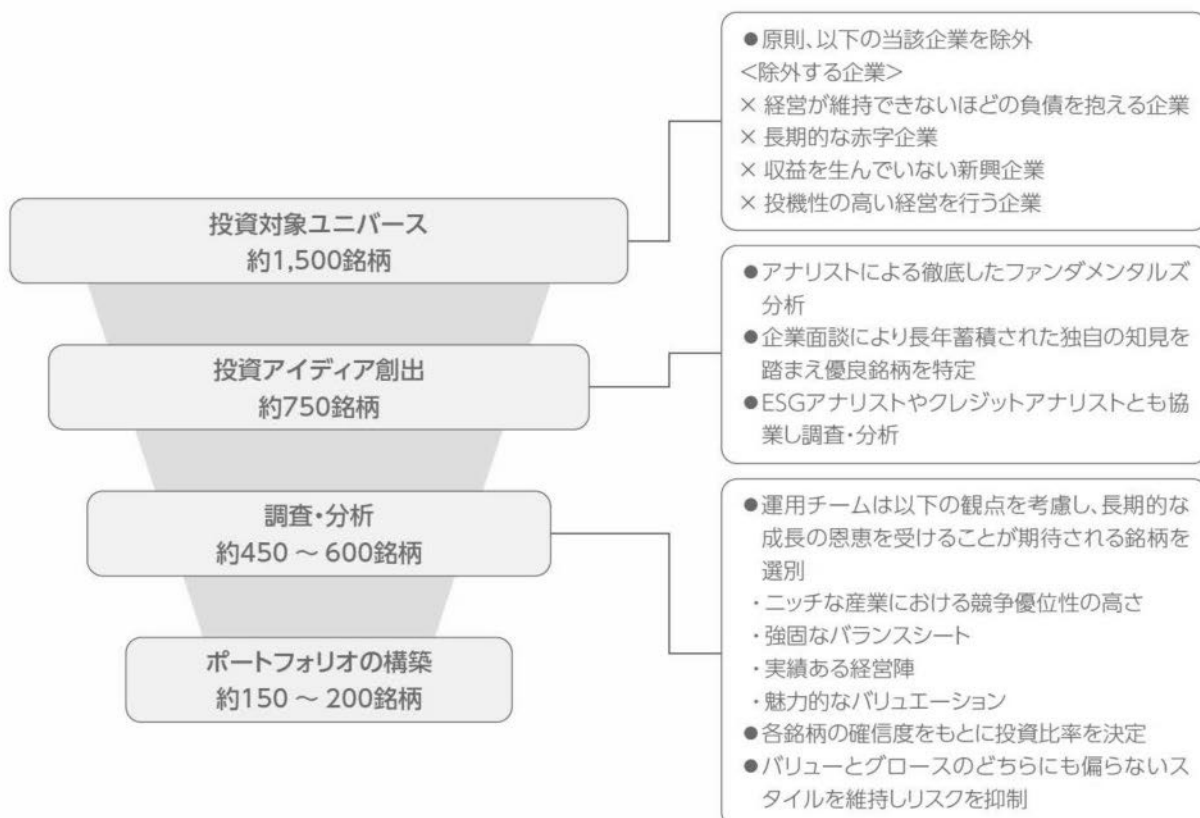 投資対象ユニバース
約1,500銘柄
投資アイディア創出
約750銘柄
調査・分析
約450 ～ 600銘柄
ポートフォリオの構築
約150 ～ 200銘柄
●原則、以下の当該企業を除外
＜除外する企業＞
× 経営が維持できないほどの負債を抱える企業
× 長期的な赤字企業
× 収益を生んでいない新興企業
× 投機性の高い経営を行う企業
●アナリストによる徹底したファンダメンタルズ
分析
●企業面談により長年蓄積された独自の知見を
踏まえ優良銘柄を特定
●ESGアナリストやクレジットアナリストとも協
業し調査・分析
●運用チームは以下の観点を考慮し、長期的な
成長の恩恵を受けることが期待される銘柄を
選別
・ニッチな産業における競争優位性の高さ
・強固なバランスシート
・実績ある経営陣
・魅力的なバリュエーション
●各銘柄の確信度をもとに投資比率を決定
●バリューとグロースのどちらにも偏らないス
タイルを維持しリスクを抑制